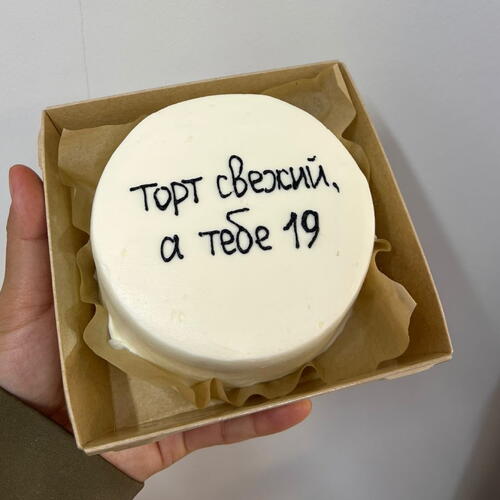 торт свежий,
а тебе 19